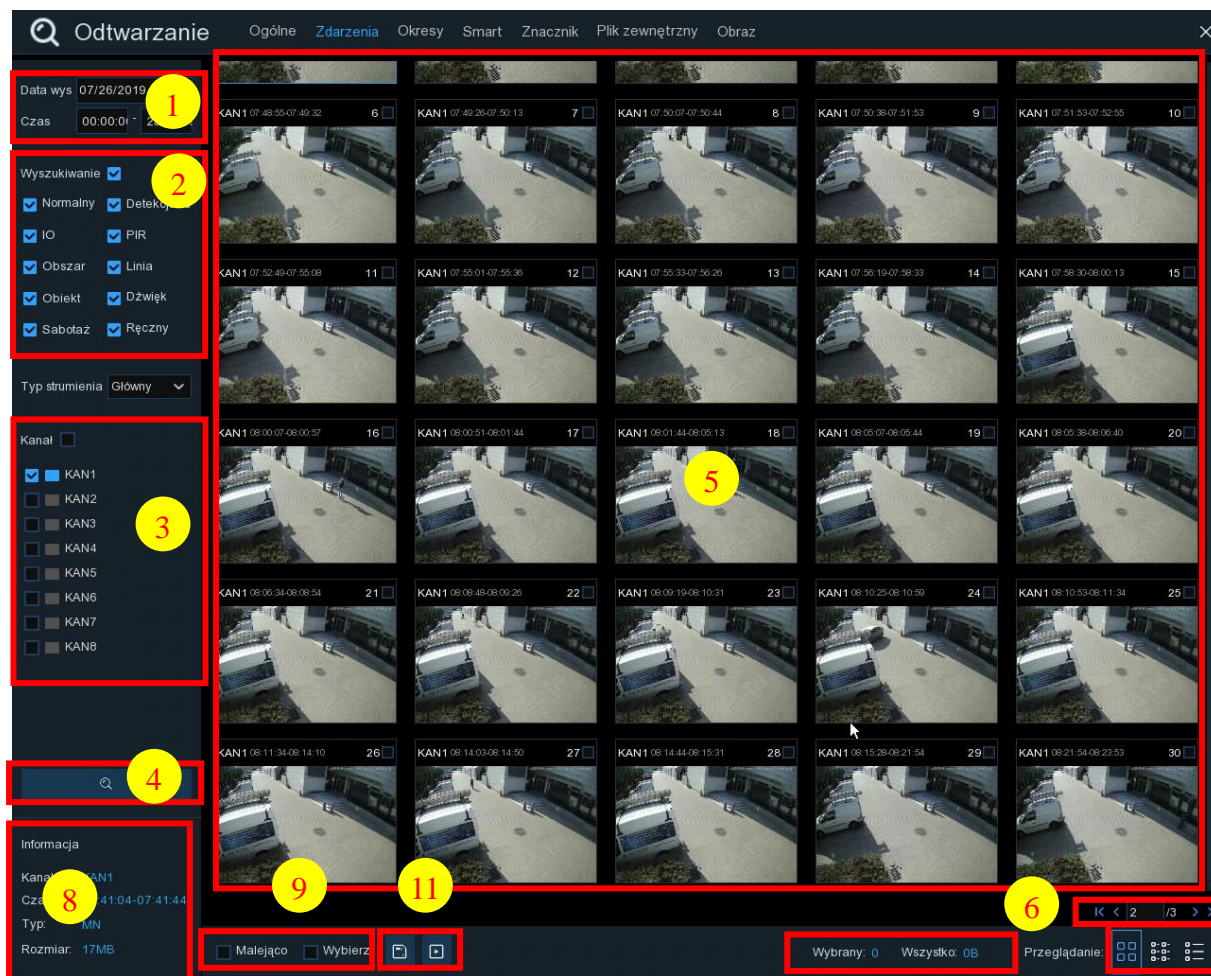 Odtwarzanie Ogólne Zdarzenia Okresy Smart Znacznik Plik zewnętrzny Obraz
Data wys 07/26/2019
1
Czas 00:00:0 -
Wyszukiwanie
2
Normalny
IO PIR
Obszar Linia
Obiekt Dźwięk
Sabotaż Ręczny
Typ strumienia Główny
Kanał
KAN1
KAN2
KAN3
3
KAN4
KAN5
KAN6
KAN7
KAN8
4
Informacja
KAN1
8
41:04-07:41:44
Typ: MN
Rozmiar: 17MB
KAN1 07:48:55-07:49:32 6
KAN1 07:49:26-07:50:13 7
KAN1 07:50:07-07:50:44 8
KAN1 07:50:38-07:51:53 9
KAN1 07:51:53-07:52:55 10
KAN1 07:52:49-07:55:08 11
KAN1 07:55:01-07:55:36 12
KAN1 07:55:33-07:56:26 13
KAN1 07:56:19-07:58:33 14
KAN1 07:58:30-08:00:13 15
KAN1 08:00:07-08:00:57 16
KAN1 08:00:51-08:01:44 17
KAN1 08:01:44-08:05:13 18
KAN1 08:05:07-08:05:44 19
KAN1 08:05:38-08:06:40 20
5
KAN1 08:06:34-08:08:54 21
KAN1 08:08:48-08:09:26 22
KAN1 08:09:19-08:10:31 23
KAN1 08:10:25-08:10:59 24
KAN1 08:10:53-08:11:34 25
KAN1 08:11:34-08:14:10 26
KAN1 08:14:03-08:14:50 27
KAN1 08:14:44-08:15:31 28
KAN1 08:15:28-08:21:54 29
KAN1 08:21:54-08:23:53 30
9
11
6
2 /3
Malejąco Wybierz
Wybrany: 0 Wszystko: 0B
Przeglądanie: